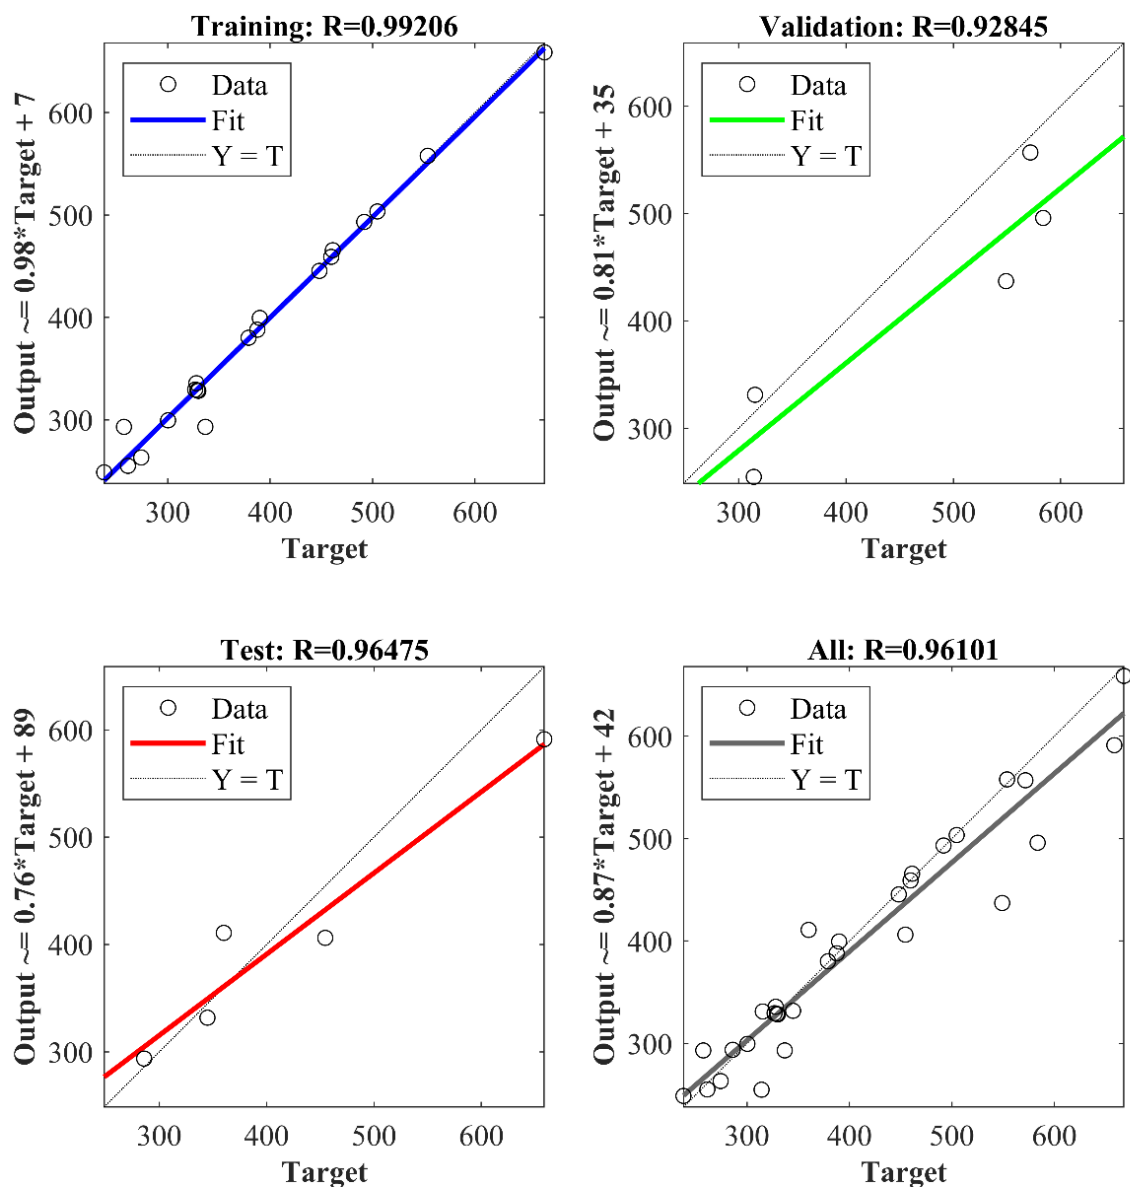 Training: R=0.99206
Output ~= 0.98*Target + 7
Data
Fit
Y = T
600
500
400
300
300 400 500 600
Target
Validation: R=0.92845
Output ~= 0.81*Target + 35
Data
Fit
Y = T
600
500
400
300
300 400 500 600
Target
Test: R=0.96475
Output ~= 0.76*Target + 89
Data
Fit
Y = T
600
500
400
300
300 400 500 600
Target
All: R=0.96101
Output ~= 0.87*Target + 42
Data
Fit
Y = T
600
500
400
300
300 400 500 600
Target